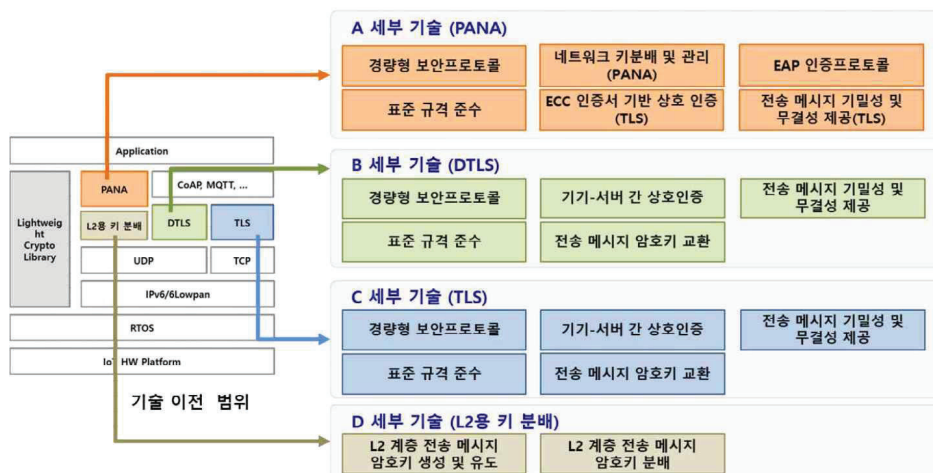 Application
PANA
CoAP, MQTT, ...
Lightweig
ht
Crypto
Library
L2용 키 분배
DTLS
TLS
UDP
TCP
IPv6/6Lowpan
RTOS
IoT HW Platform
기술 이전 범위
A 세부 기술 (PANA)
경량형 보안프로토콜
네트워크 키분배 및 관리
(PANA)
EAP 인증프로토콜
표준 규격 준수
ECC 인증서 기반 상호 인증
(TLS)
전송 메시지 기밀성 및
무결성 제공(TLS)
B 세부 기술 (DTLS)
경량형 보안프로토콜
기기-서버 간 상호인증
전송 메시지 기밀성 및
무결성 제공
표준 규격 준수
전송 메시지 암호키 교환
C 세부 기술 (TLS)
경량형 보안프로토콜
기기-서버 간 상호인증
전송 메시지 기밀성 및
무결성 제공
표준 규격 준수
전송 메시지 암호키 교환
D 세부 기술 (L2용 키 분배)
L2 계층 전송 메시지
암호키 생성 및 유도
L2 계층 전송 메시지
암호키 분배